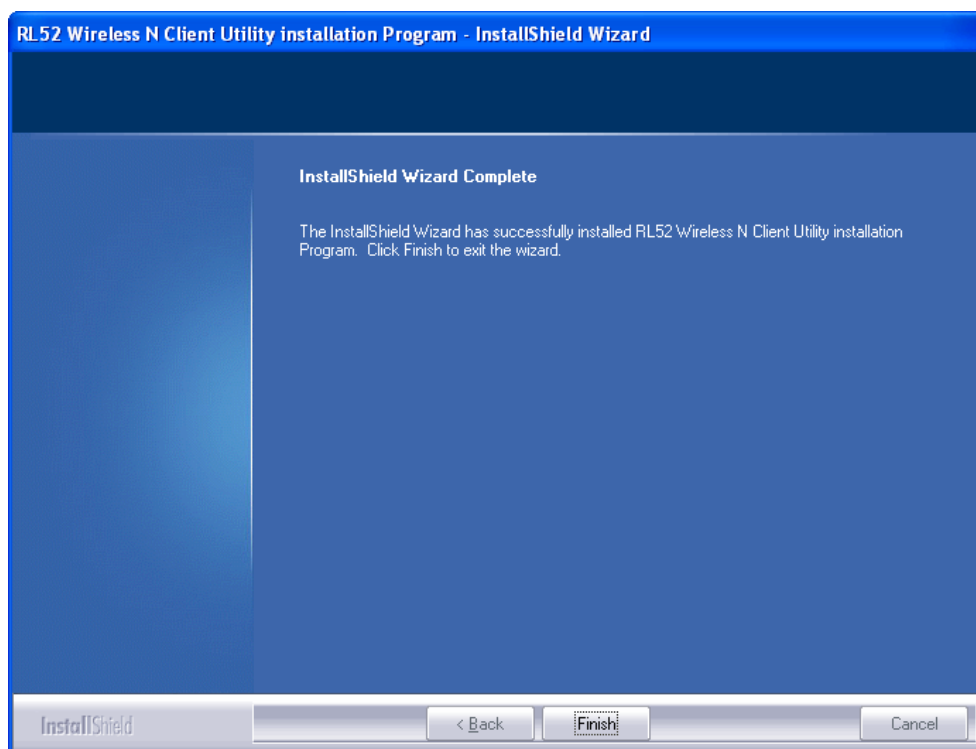 RL52 Wireless N Client Utility installation Program - InstallShield Wizard
InstallShield Wizard Complete
The InstallShield Wizard has successfully installed RL52 Wireless N Client Utility installation
Program. Click Finish to exit the wizard.
InstallShield
< Back
Finish
Cancel